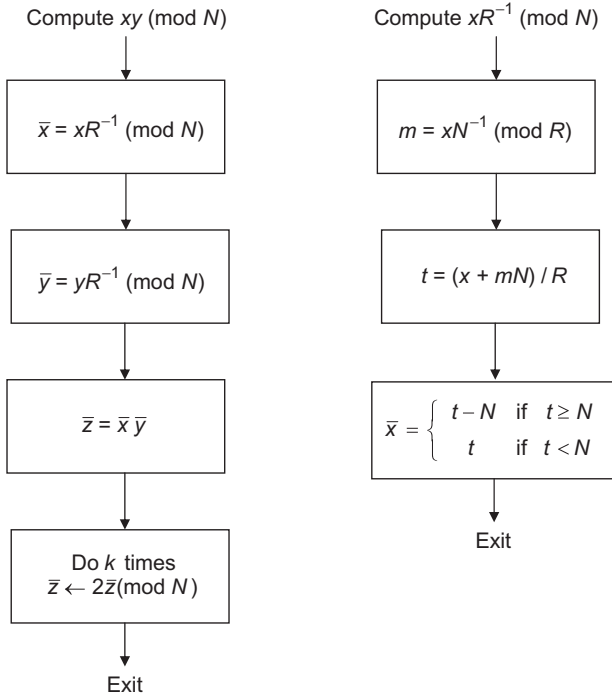 Compute xy (mod N)
x̄ = xR⁻¹ (mod N)
ȳ = yR⁻¹ (mod N)
z̄ = x̄ ȳ
Do k times
z̄ ← 2z̄(mod N)
Exit
Compute xR⁻¹ (mod N)
m = xN⁻¹ (mod R)
t = (x + mN) / R
x̄ = { t – N if t ≥ N
t if t < N
Exit